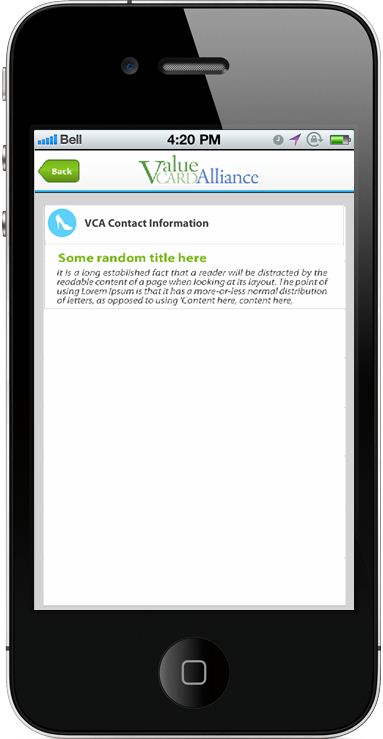 Bell 4:20 PM
Back
Value
CARD Alliance
VCA Contact Information
Some random title here
It is a long established fact that a reader will be distracted by the
readable content of a page when looking at its layout. The point of
using Lorem Ipsum is that it has a more-or-less normal distribution
of letters, as opposed to using 'Content here, content here,